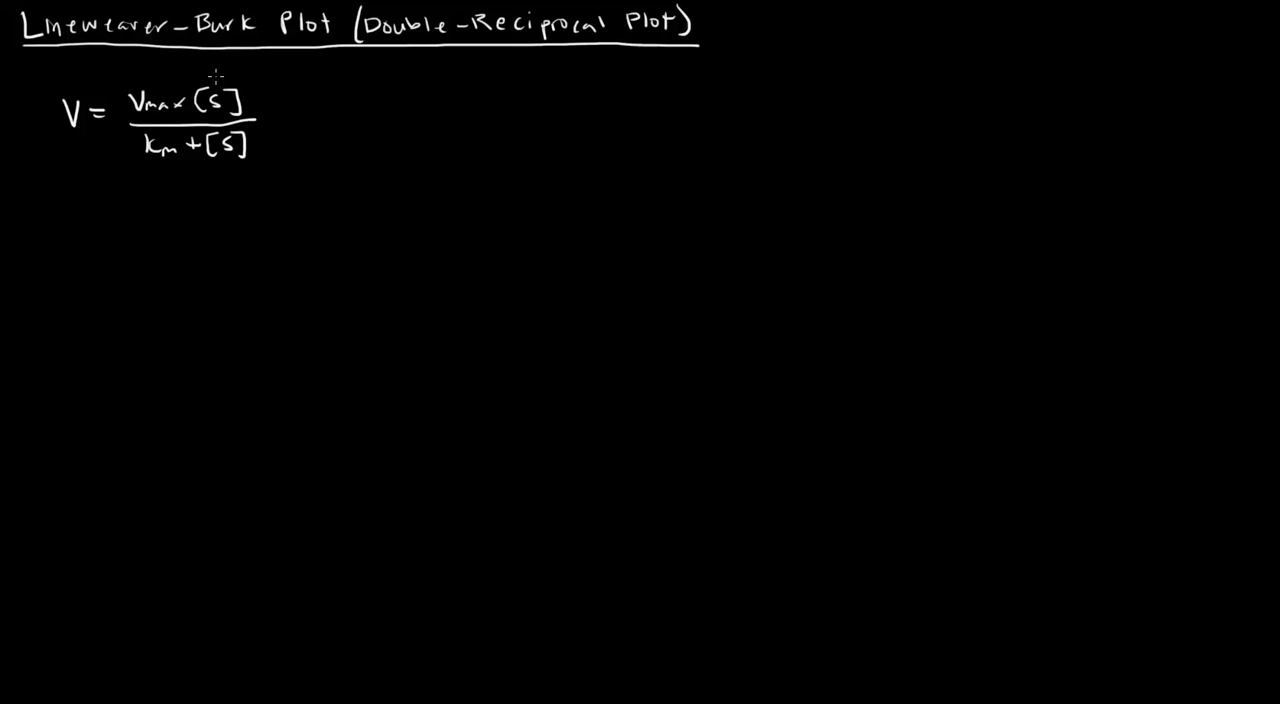 Lineweaver-Burk Plot (Double-Reciprocal Plot)
V = Vmax [S]
Km + [S]